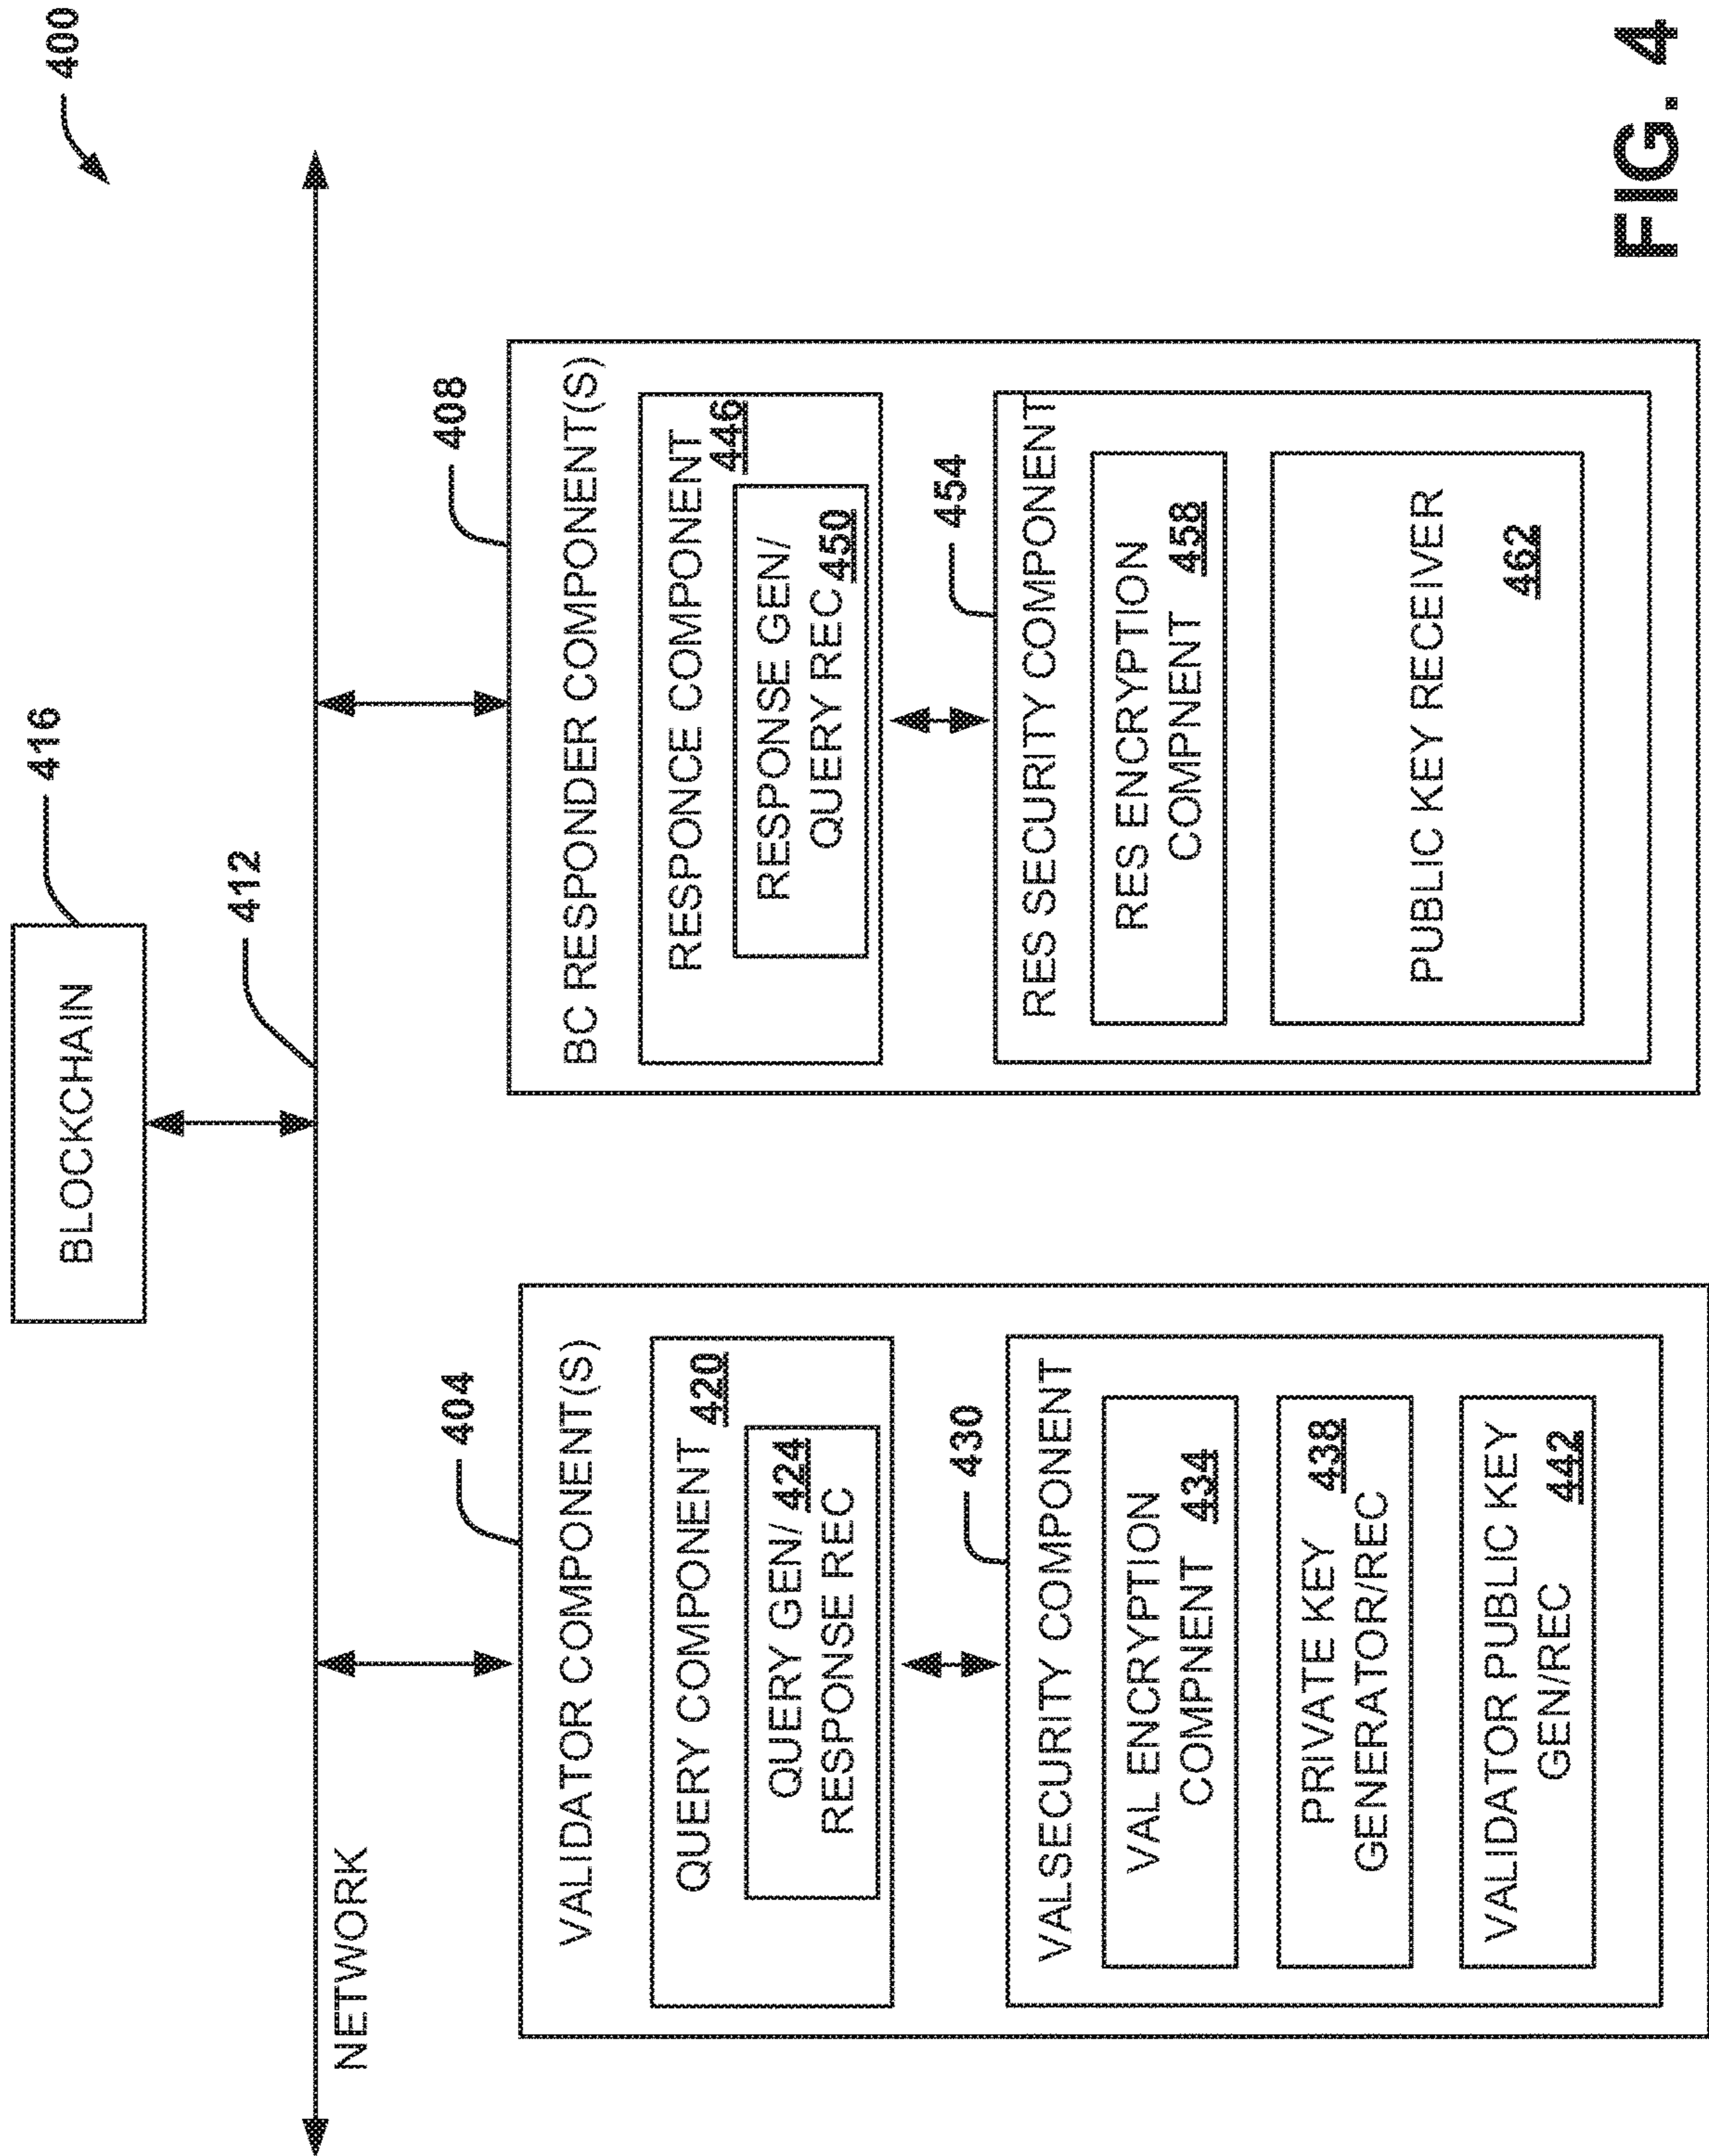 400
BLOCKCHAIN
416
412
NETWORK
404
VALIDATOR COMPONENT(S)
QUERY COMPONENT 420
QUERY GEN/ 424
RESPONSE REC
430
VALSECURITY COMPONENT
VAL ENCRYPTION
COMPNENT 434
PRIVATE KEY 438
GENERATOR/REC
VALIDATOR PUBLIC KEY
GEN/REC 442
408
BC RESPONDER COMPONENT(S)
RESPONCE COMPONENT
446
RESPONSE GEN/
QUERY REC 450
454
RES SECURITY COMPONENT
RES ENCRYPTION
COMPNENT 458
PUBLIC KEY RECEIVER
462
FIG. 4